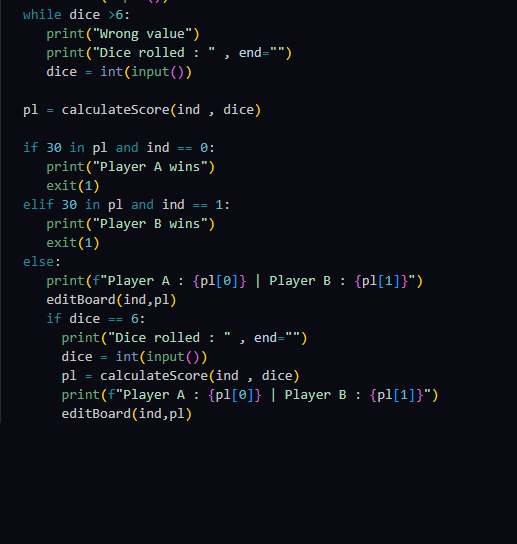 while dice >6:
print("Wrong value")
print("Dice rolled : " , end="")
dice = int(input())
pl = calculateScore(ind , dice)
if 30 in pl and ind == 0:
print("Player A wins")
exit(1)
elif 30 in pl and ind == 1:
print("Player B wins")
exit(1)
else:
print(f"Player A : {pl[0]} | Player B : {pl[1]}")
editBoard(ind,pl)
if dice == 6:
print("Dice rolled : " , end="")
dice = int(input())
pl = calculateScore(ind , dice)
print(f"Player A : {pl[0]} | Player B : {pl[1]}")
editBoard(ind,pl)